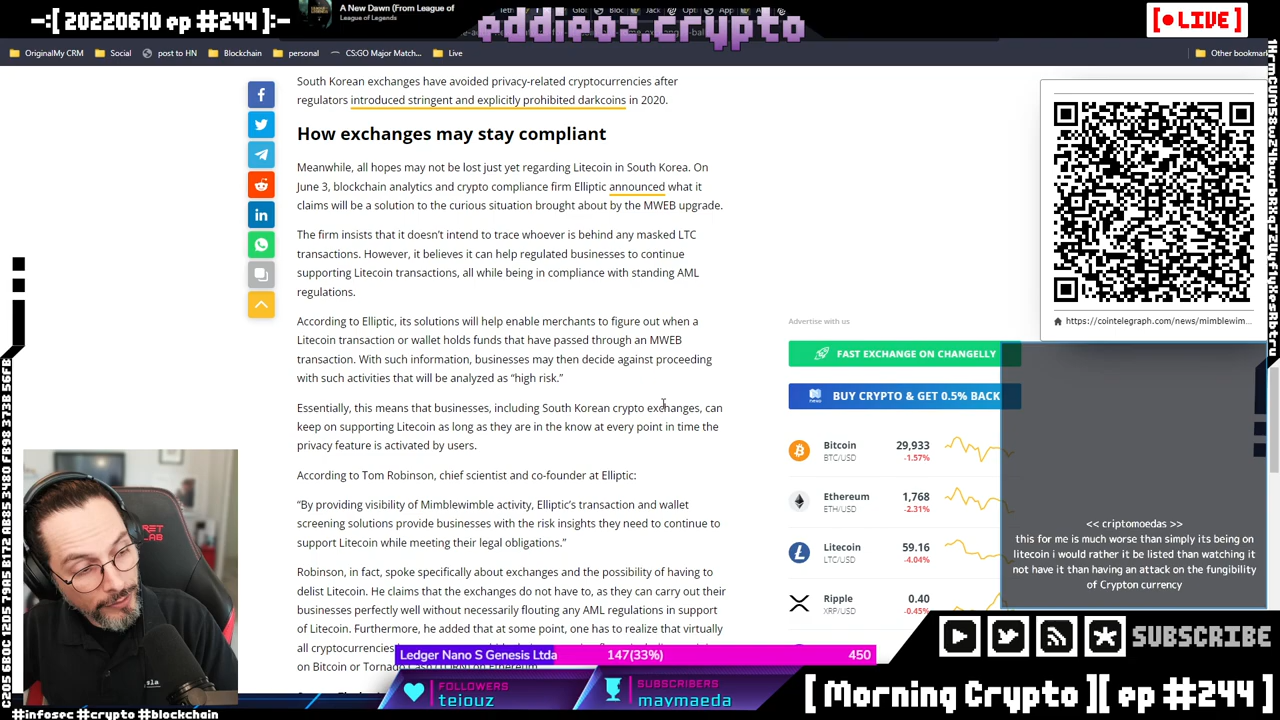 -:[ 20220610 ep #244 ]:-
A New Dawn (From League of
League of Legends
eddieoz.crypto
[● LIVE]
OriginalMy CRM
Social
post to HN
Blockchain
personal
CS:GO Major Match...
Live
Other bookmar
South Korean exchanges have avoided privacy-related cryptocurrencies after
regulators introduced stringent and explicitly prohibited darkcoins in 2020.
How exchanges may stay compliant
Meanwhile, all hopes may not be lost just yet regarding Litecoin in South Korea. On
June 3, blockchain analytics and crypto compliance firm Elliptic announced what it
claims will be a solution to the curious situation brought about by the MWEB upgrade.
The firm insists that it doesn't intend to trace whoever is behind any masked LTC
transactions. However, it believes it can help regulated businesses to continue
supporting Litecoin transactions, all while being in compliance with standing AML
regulations.
According to Elliptic, its solutions will help enable merchants to figure out when a
Litecoin transaction or wallet holds funds that have passed through an MWEB
transaction. With such information, businesses may then decide against proceeding
with such activities that will be analyzed as “high risk.”
Essentially, this means that businesses, including South Korean crypto exchanges, can
keep on supporting Litecoin as long as they are in the know at every point in time the
privacy feature is activated by users.
According to Tom Robinson, chief scientist and co-founder at Elliptic:
“By providing visibility of Mimblewimble activity, Elliptic's transaction and wallet
screening solutions provide businesses with the risk insights they need to continue to
support Litecoin while meeting their legal obligations.”
Robinson, in fact, spoke specifically about exchanges and the possibility of having to
delist Litecoin. He claims that the exchanges do not have to, as they can carry out their
businesses perfectly well without necessarily flouting any AML regulations in support
of Litecoin. Furthermore, he added that at some point, one has to realize that virtually
all cryptocurrencies
on Bitcoin or Tornado Cash (TORN) on Ethereum.
https://cointelegraph.com/news/mimblewim...
Advertise with us
FAST EXCHANGE ON CHANGELLY
BUY CRYPTO & GET 0.5% BACK
Bitcoin 29,933
BTC/USD -1.57%
Ethereum 1,768
ETH/USD -2.31%
Litecoin 59.16
LTC/USD -4.04%
Ripple 0.40
XRP/USD -0.45%
<< criptomoedas >>
this for me is much worse than simply its being on
litecoin i would rather it be listed than watching it
not have it than having an attack on the fungibility
of Crypton currency
Ledger Nano S Genesis Ltda 147(33%) 450
FOLLOWERS
teiouz
SUBSCRIBERS
maymaeda
SUBSCRIBE
[ Morning Crypto ][ ep #244 ]
#infosec #crypto #blockchain